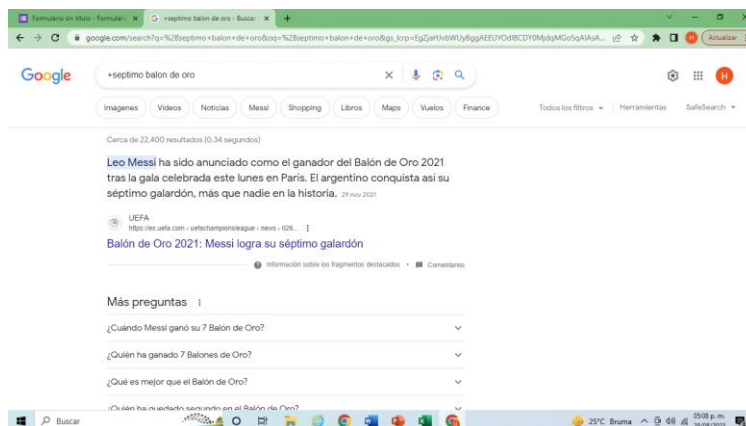 Formulario sin título - Formulari
+septimo balon de oro - Buscar
google.com/search?q=%2Bseptimo+balon+de+oro&oq=%2Bseptimo+balon+de+oro&gs_lcrp=
Actualizar
Google
+septimo balon de oro
H
Imágenes
Videos
Noticias
Messi
Shopping
Libros
Maps
Vuelos
Finance
Todos los filtros
Herramientas
SafeSearch
Cerca de 22,400 resultados (0.34 segundos)
Leo Messi ha sido anunciado como el ganador del Balón de Oro 2021
tras la gala celebrada este lunes en París. El argentino conquista así su
séptimo galardón, más que nadie en la historia. 29 nov 2021
UEFA
https://es.uefa.com › uefachampionsleague › news › 026...
Balón de Oro 2021: Messi logra su séptimo galardón
Información sobre los fragmentos destacados • Comentarios
Más preguntas
¿Cuándo Messi ganó su 7 Balón de Oro?
¿Quién ha ganado 7 Balones de Oro?
¿Qué es mejor que el Balón de Oro?
¿Quién ha quedado segundo en el Balón de Oro?
Buscar
25°C Bruma
05:08 p. m.